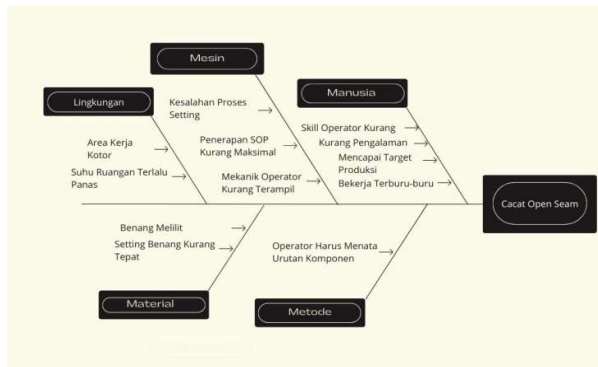 Mesin
Manusia
Lingkungan
Kesalahan Proses
Setting
Skill Operator Kurang
Kurang Pengalaman
Area Kerja
Kotor
Penerapan SOP
Kurang Maksimal
Mencapai Target
Produksi
Suhu Ruangan Terlalu
Panas
Mekanik Operator
Kurang Terampil
Bekerja Terburu-buru
Cacat Open Seam
Benang Melilit
Setting Benang Kurang
Tepat
Operator Harus Menata
Urutan Komponen
Material
Metode